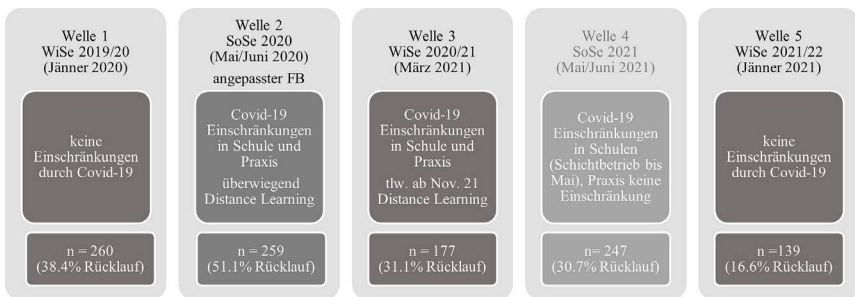 Welle 1
WiSe 2019/20
(Jänner 2020)
keine
Einschränkungen
durch Covid-19
n = 260
(38.4% Rücklauf)
Welle 2
SoSe 2020
(Mai/Juni 2020)
angepasster FB
Covid-19
Einschränkungen
in Schule und
Praxis
überwiegend
Distance Learning
n = 259
(51.1% Rücklauf)
Welle 3
WiSe 2020/21
(März 2021)
Covid-19
Einschränkungen
in Schule und
Praxis
tlw. ab Nov. 21
Distance Learning
n = 177
(31.1% Rücklauf)
Welle 4
SoSe 2021
(Mai/Juni 2021)
Covid-19
Einschränkungen
in Schulen
(Schichtbetrieb bis
Mai), Praxis keine
Einschränkung
n= 247
(30.7% Rücklauf)
Welle 5
WiSe 2021/22
(Jänner 2021)
keine
Einschränkungen
durch Covid-19
n =139
(16.6% Rücklauf)